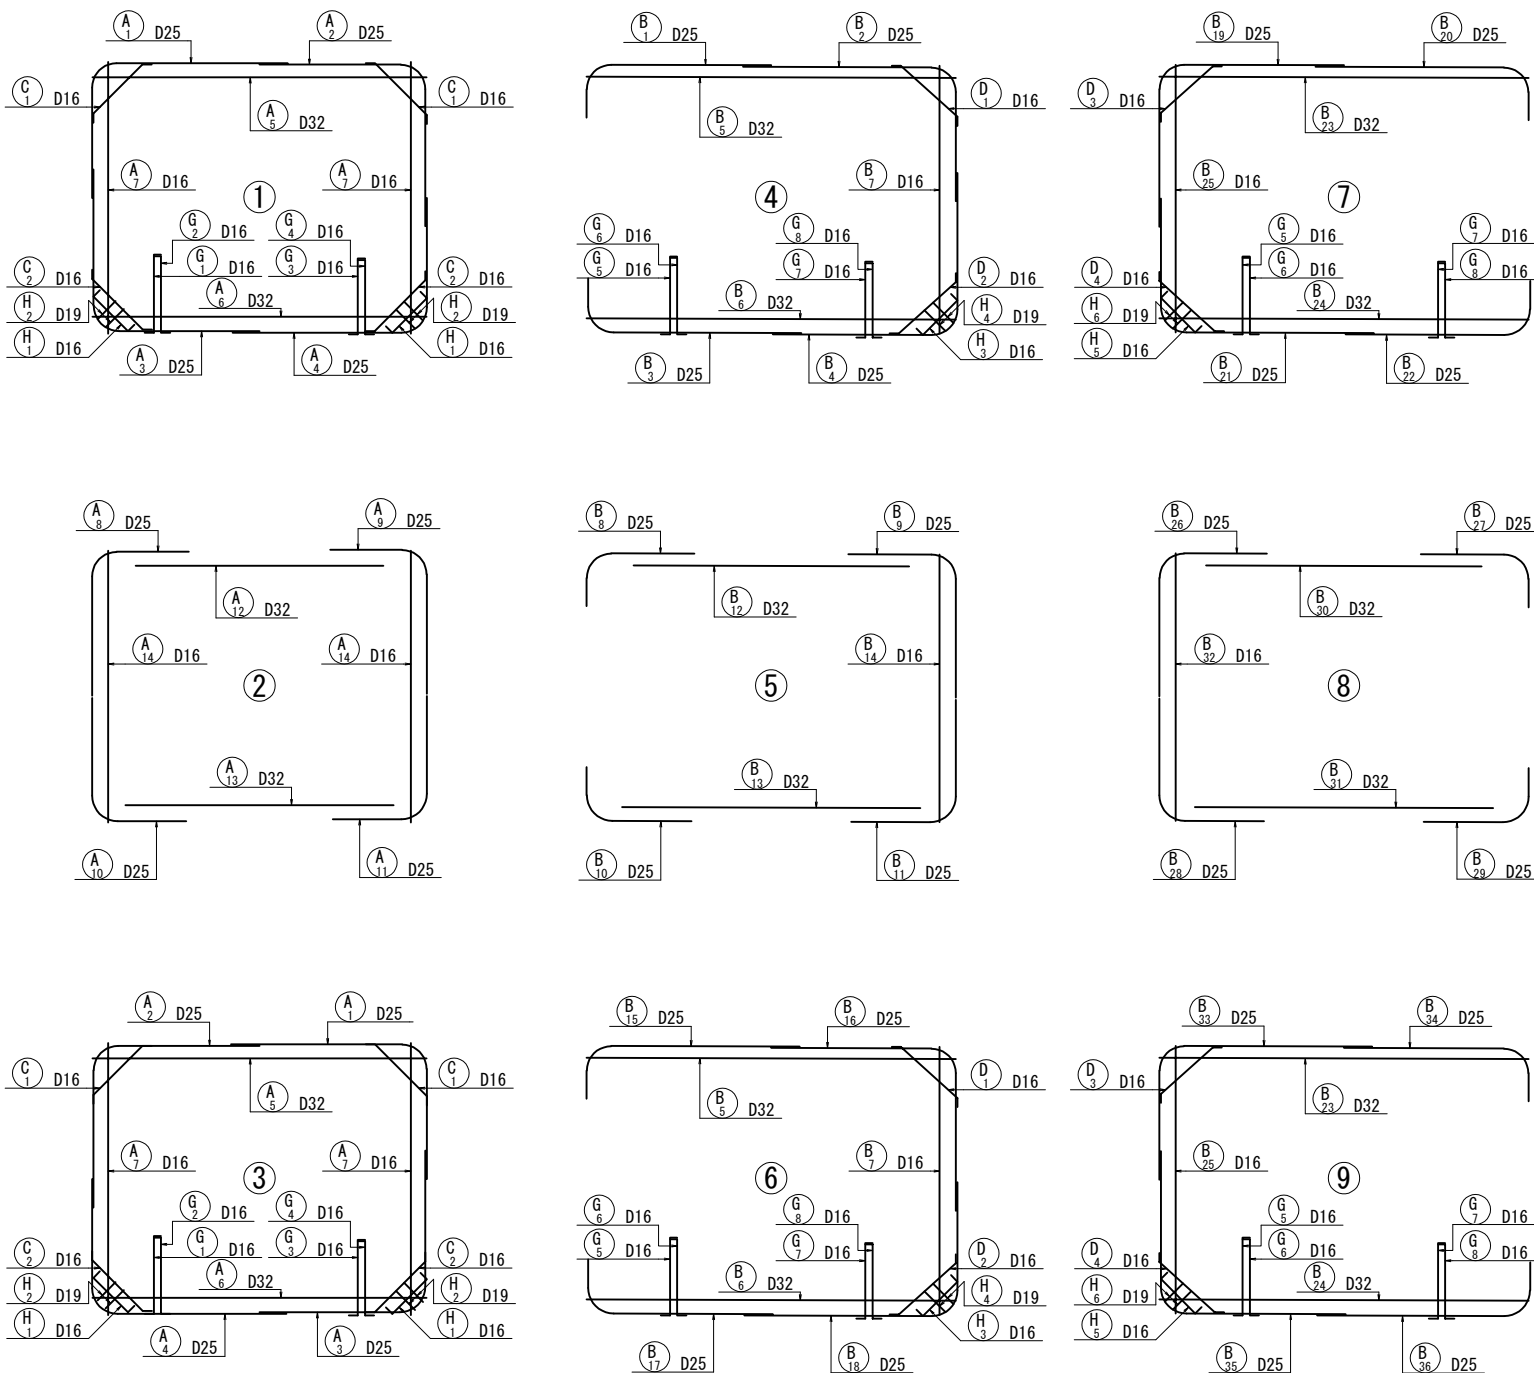 A 1 D25
A 2 D25
C 1 D16
C 1 D16
A 5 D32
A 7 D16
A 7 D16
①
G 2 D16
G 4 D16
G 1 D16
G 3 D16
C 2 D16
C 2 D16
A 6 D32
H 2 D19
H 2 D19
H 1 D16
H 1 D16
A 3 D25
A 4 D25
B 1 D25
B 2 D25
D 1 D16
B 5 D32
B 7 D16
④
G 6 D16
G 8 D16
G 5 D16
G 7 D16
D 2 D16
B 6 D32
H 4 D19
H 3 D16
B 3 D25
B 4 D25
B 19 D25
B 20 D25
D 3 D16
B 23 D32
B 25 D16
⑦
G 5 D16
G 7 D16
G 6 D16
G 8 D16
D 4 D16
B 24 D32
H 6 D19
H 5 D16
B 21 D25
B 22 D25
A 8 D25
A 9 D25
A 12 D32
A 14 D16
A 14 D16
②
A 13 D32
A 10 D25
A 11 D25
B 8 D25
B 9 D25
B 12 D32
B 14 D16
⑤
B 13 D32
B 10 D25
B 11 D25
B 26 D25
B 27 D25
B 30 D32
B 32 D16
⑧
B 31 D32
B 28 D25
B 29 D25
A 2 D25
A 1 D25
C 1 D16
C 1 D16
A 5 D32
A 7 D16
A 7 D16
③
G 2 D16
G 4 D16
G 1 D16
G 3 D16
C 2 D16
C 2 D16
A 6 D32
H 2 D19
H 2 D19
H 1 D16
H 1 D16
A 4 D25
A 3 D25
B 15 D25
B 16 D25
D 1 D16
B 5 D32
B 7 D16
⑥
G 6 D16
G 8 D16
G 5 D16
G 7 D16
D 2 D16
B 6 D32
H 4 D19
H 3 D16
B 17 D25
B 18 D25
B 33 D25
B 34 D25
D 3 D16
B 23 D32
B 25 D16
⑨
G 5 D16
G 7 D16
G 6 D16
G 8 D16
D 4 D16
B 24 D32
H 6 D19
H 5 D16
B 35 D25
B 36 D25